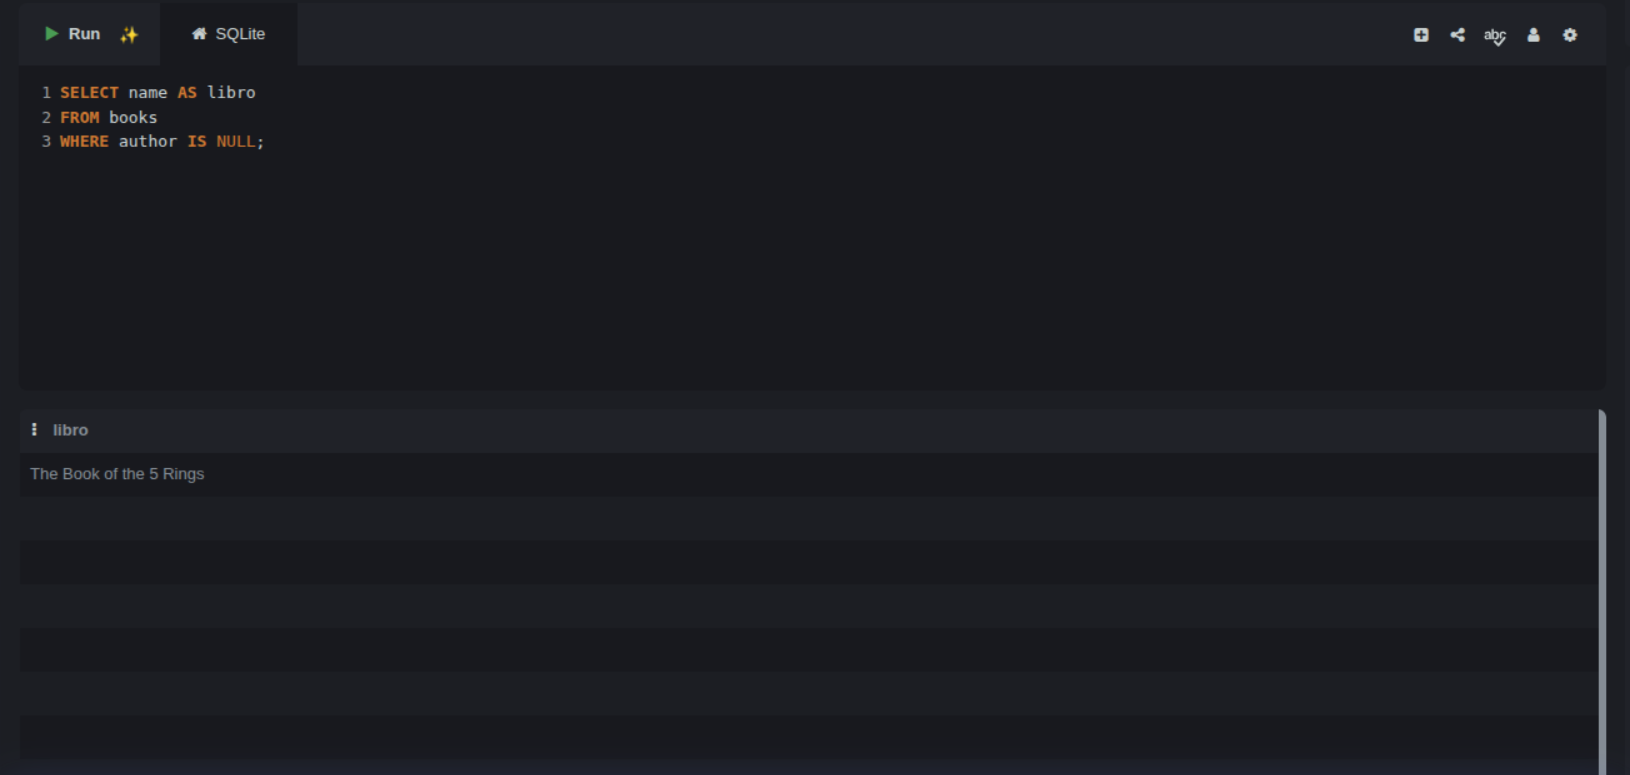 Run SQLite abc
1 SELECT name AS libro
2 FROM books
3 WHERE author IS NULL;
libro
The Book of the 5 Rings